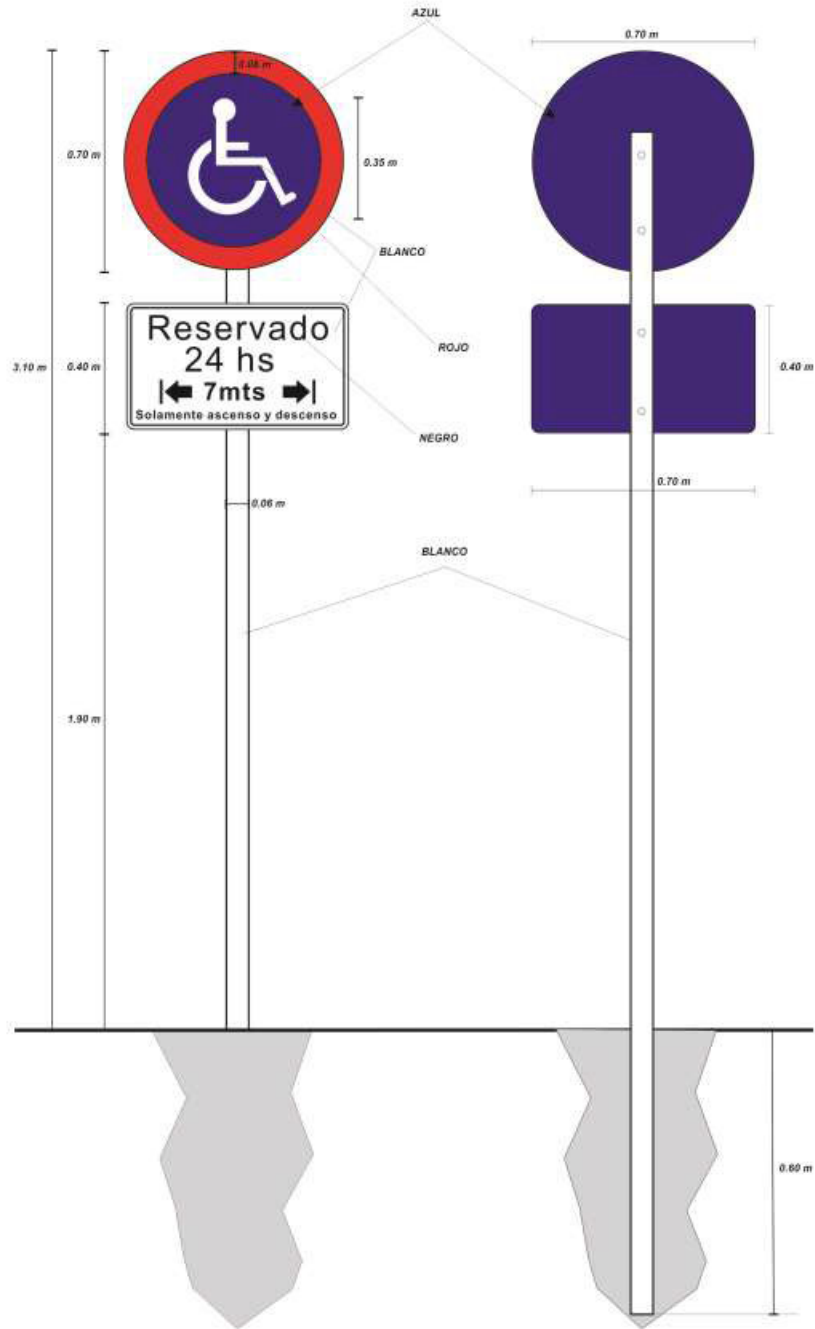 AZUL
0.70 m
0.06 m
0.70 m
0.35 m
BLANCO
Reservado
24 hs
7mts
Solamente ascenso y descenso
ROJO
3.10 m
0.40 m
0.40 m
NEGRO
0.70 m
0.06 m
BLANCO
1.90 m
0.60 m